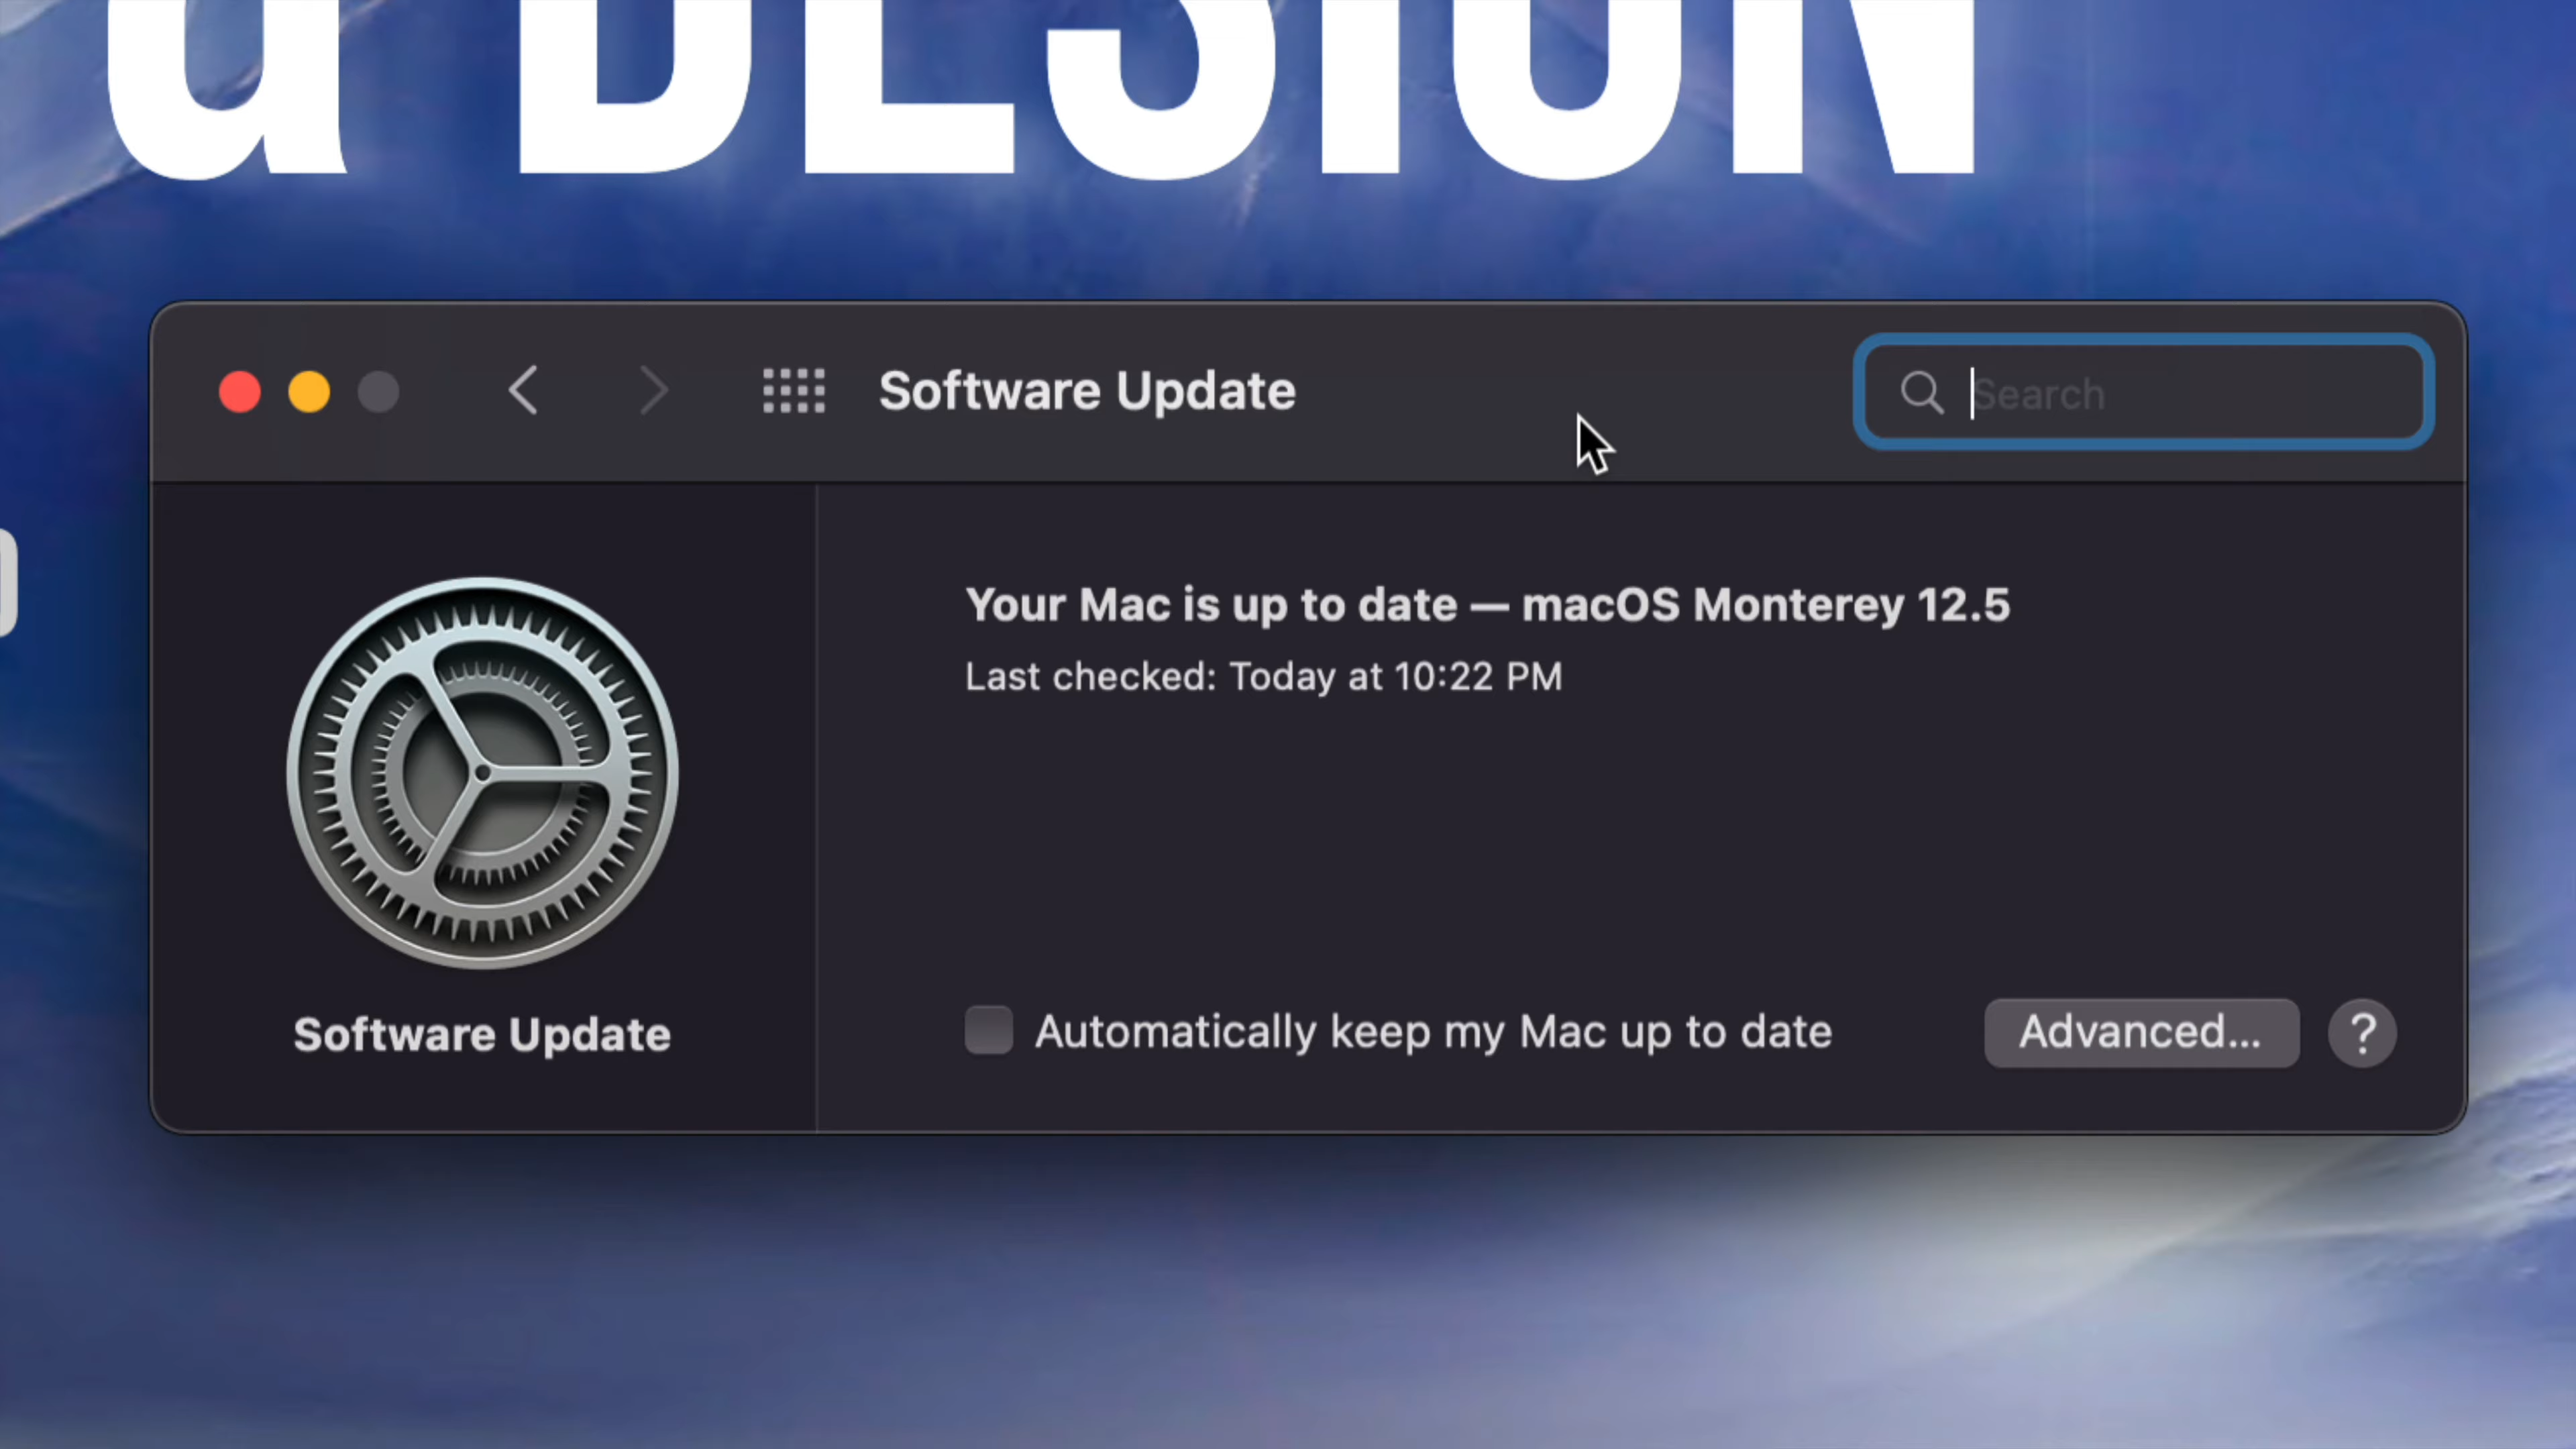 a DESIGN
Software Update
Search
Your Mac is up to date — macOS Monterey 12.5
Last checked: Today at 10:22 PM
Software Update
Automatically keep my Mac up to date
Advanced...
?